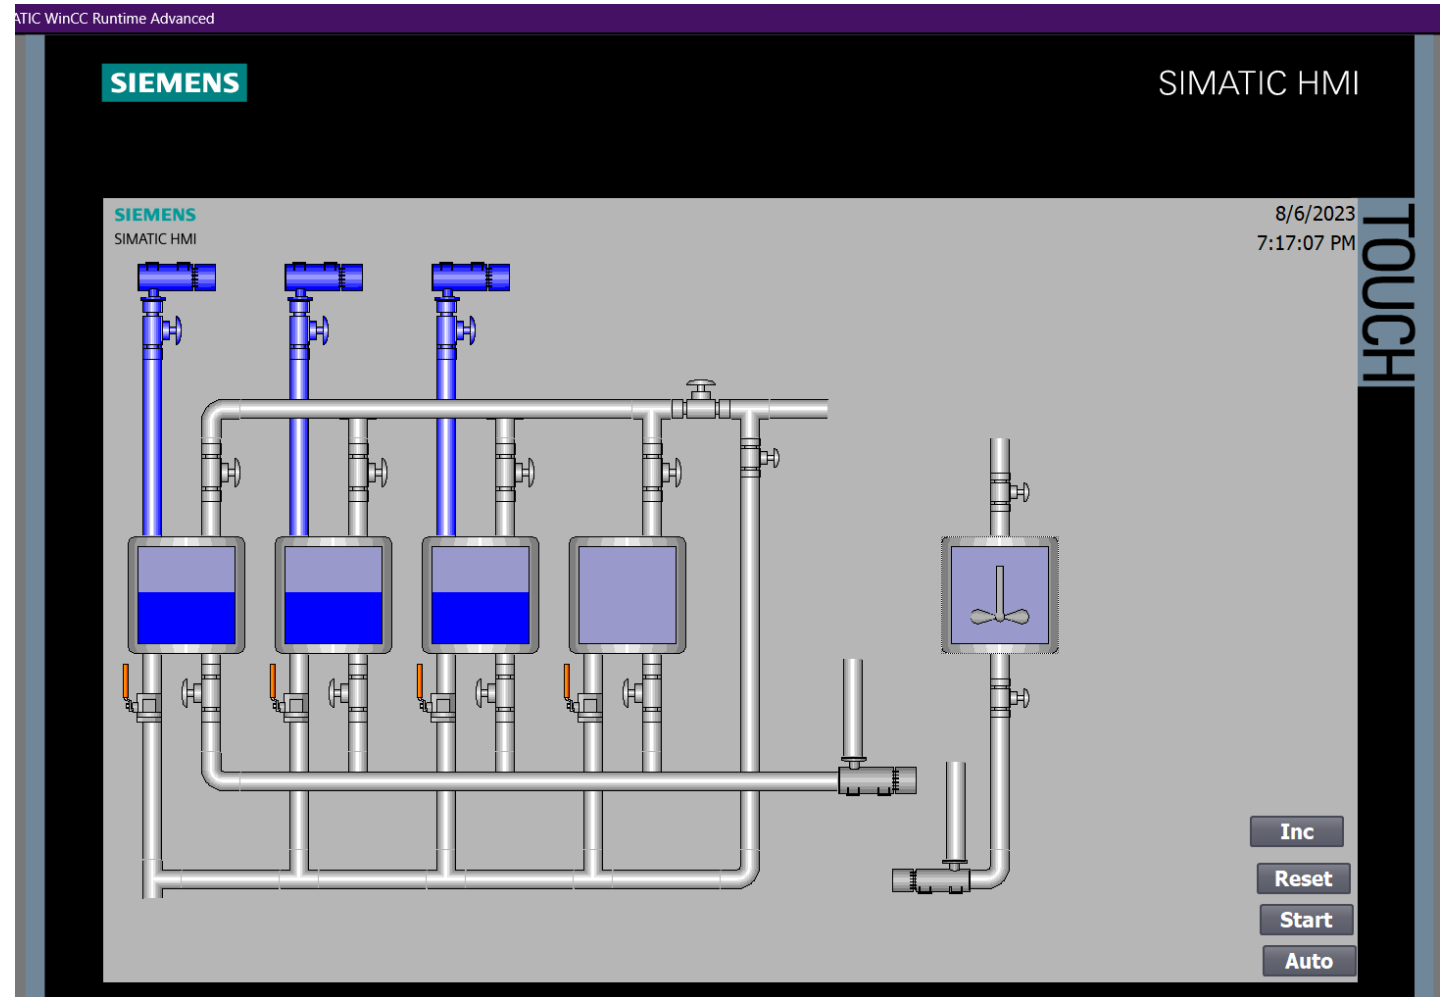 ATIC WinCC Runtime Advanced
SIEMENS
SIMATIC HMI
SIEMENS
SIMATIC HMI
8/6/2023
7:17:07 PM
TOUCH
Inc
Reset
Start
Auto